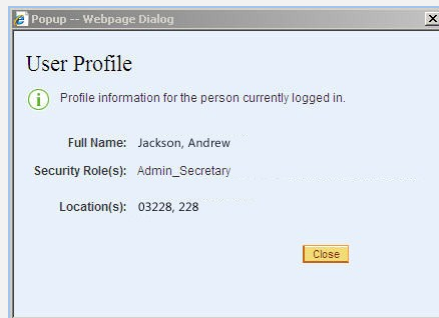 Popup -- Webpage Dialog
User Profile
Profile information for the person currently logged in.
Full Name: Jackson, Andrew
Security Role(s): Admin_Secretary
Location(s): 03228, 228
Close